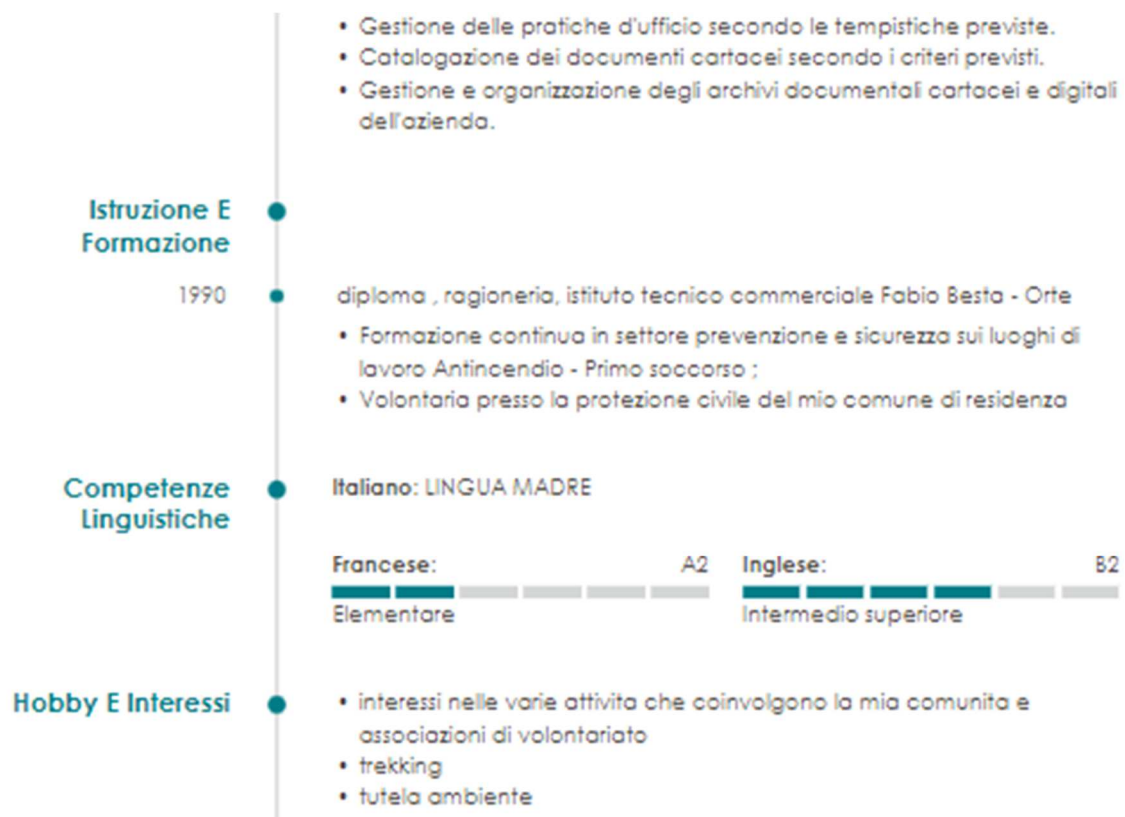 • Gestione delle pratiche d'ufficio secondo le tempistiche previste.
• Catalogazione dei documenti cartacei secondo i criteri previsti.
• Gestione e organizzazione degli archivi documentali cartacei e digitali
dell'azienda.
Istruzione E
Formazione
1990
diploma , ragioneria, istituto tecnico commerciale Fabio Besta - Orte
• Formazione continua in settore prevenzione e sicurezza sui luoghi di
lavoro Antincendio - Primo soccorso ;
• Volontaria presso la protezione civile del mio comune di residenza
Competenze
Linguistiche
Italiano: LINGUA MADRE
Francese: A2
Elementare
Inglese: B2
Intermedio superiore
Hobby E Interessi
• interessi nelle varie attivita che coinvolgono la mia comunita e
associazioni di volontariato
• trekking
• tutela ambiente